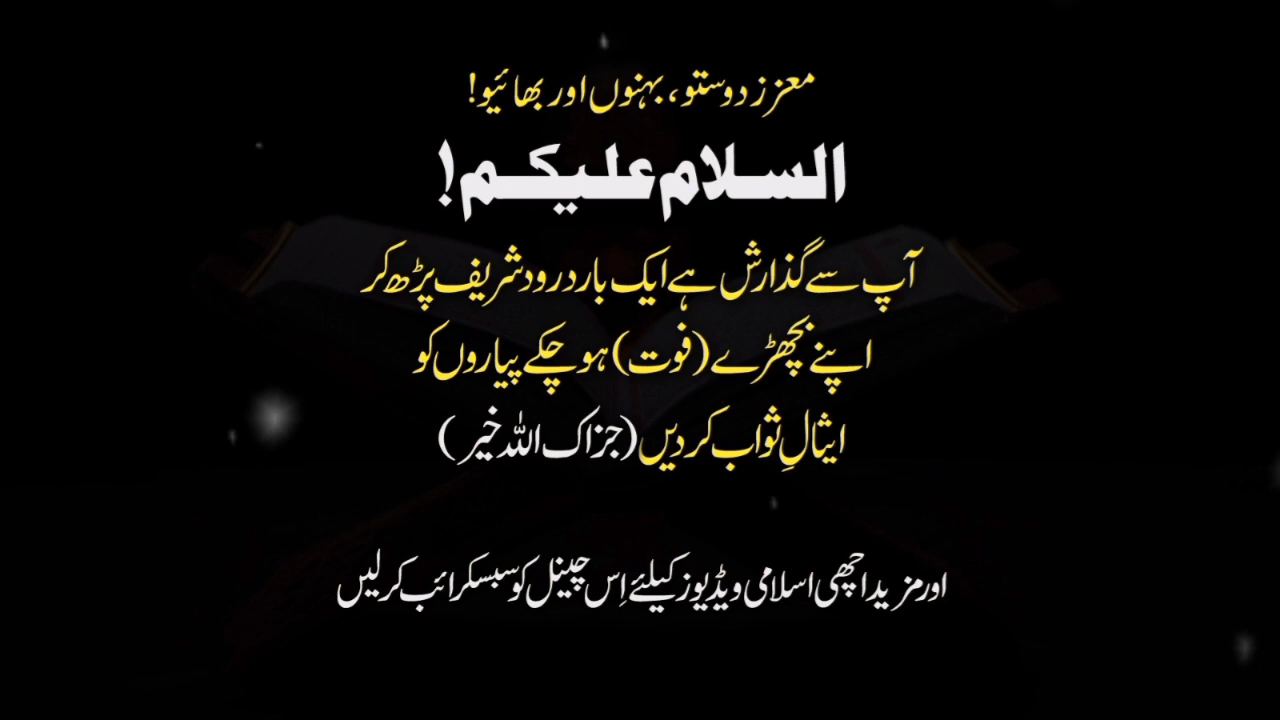 معزز دوستو، بہنوں اور بھائیو!
السلام علیکم!
آپ سے گذارش ہے ایک بار درود شریف پڑھ کر
اپنے بچھڑے (فوت) ہو چکے پیاروں کو
ایثالِ ثواب کر دیں (جزاک اللہ خیر)
اور مزید اچھی اسلامی ویڈیوز کیلئے اِس چینل کو سبسکرائب کر لیں